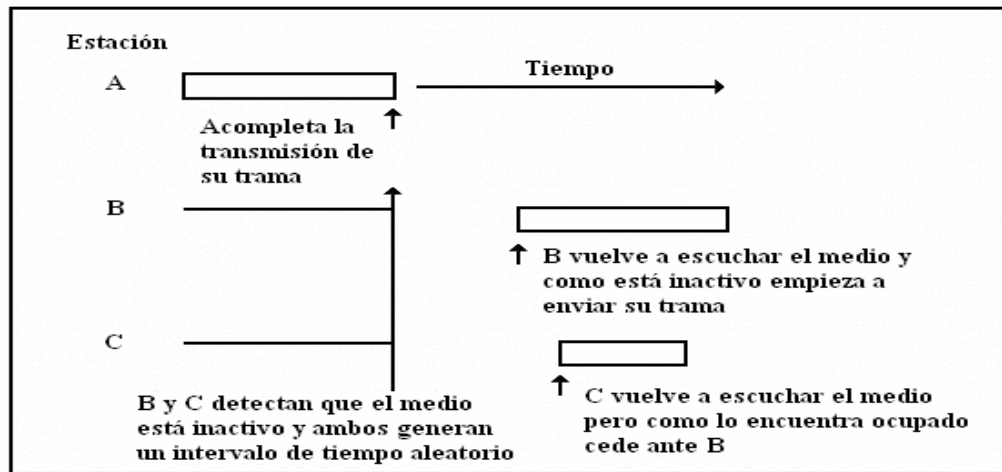 Estación
A
Tiempo
Acompleta la
transmisión de
su trama
B
B vuelve a escuchar el medio y
como está inactivo empieza a
enviar su trama
C
B y C detectan que el medio
está inactivo y ambos generan
un intervalo de tiempo aleatorio
C vuelve a escuchar el medio
pero como lo encuentra ocupado
cede ante B